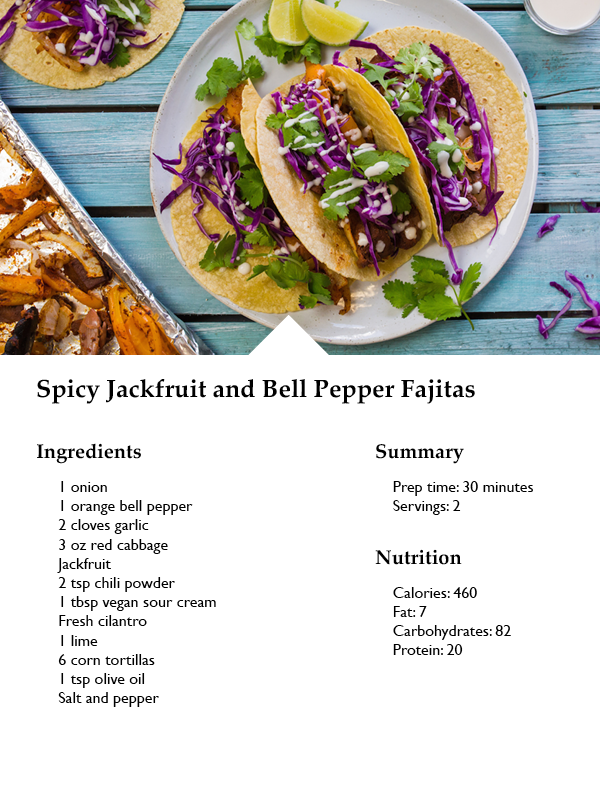 Spicy Jackfruit and Bell Pepper Fajitas
Ingredients
1 onion
1 orange bell pepper
2 cloves garlic
3 oz red cabbage
Jackfruit
2 tsp chili powder
1 tbsp vegan sour cream
Fresh cilantro
1 lime
6 corn tortillas
1 tsp olive oil
Salt and pepper
Summary
Prep time: 30 minutes
Servings: 2
Nutrition
Calories: 460
Fat: 7
Carbohydrates: 82
Protein: 20